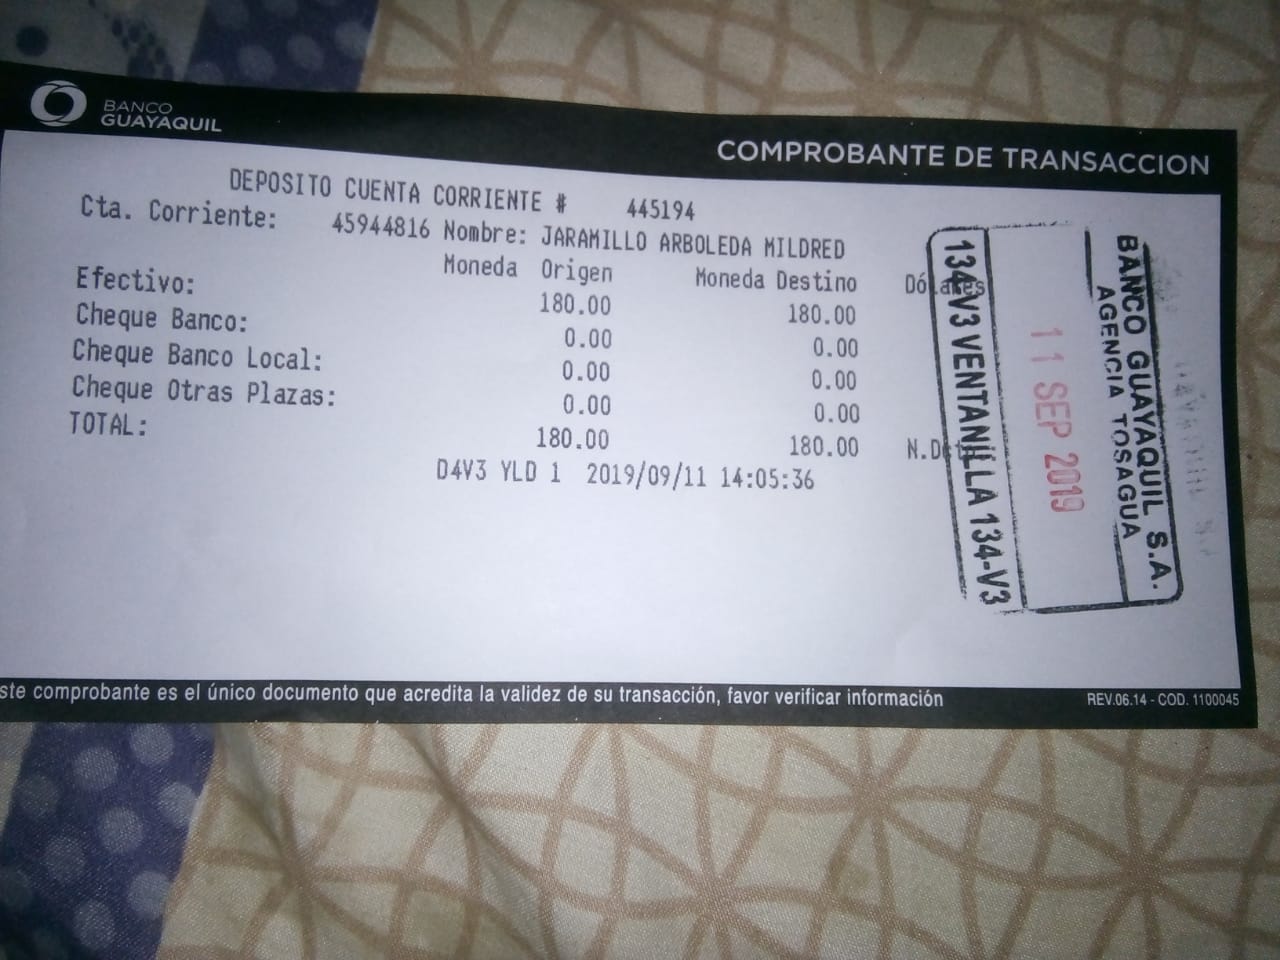 BANCO
GUAYAQUIL
COMPROBANTE DE TRANSACCION
DEPOSITO CUENTA CORRIENTE # 445194
Cta. Corriente: 45944816 Nombre: JARAMILLO ARBOLEDA MILDRED
Moneda Origen Moneda Destino Dólares
Efectivo: 180.00 180.00
Cheque Banco: 0.00 0.00
Cheque Banco Local: 0.00 0.00
Cheque Otras Plazas: 0.00 0.00
TOTAL: 180.00 180.00
D4V3 YLD 1 2019/09/11 14:05:36
BANCO GUAYAQUIL S.A.
AGENCIA TOSAGUA
11 SEP 2019
134-V3 VENTANILLA 134-V3
ste comprobante es el único documento que acredita la validez de su transacción, favor verificar información
REV.06.14 - COD. 1100045